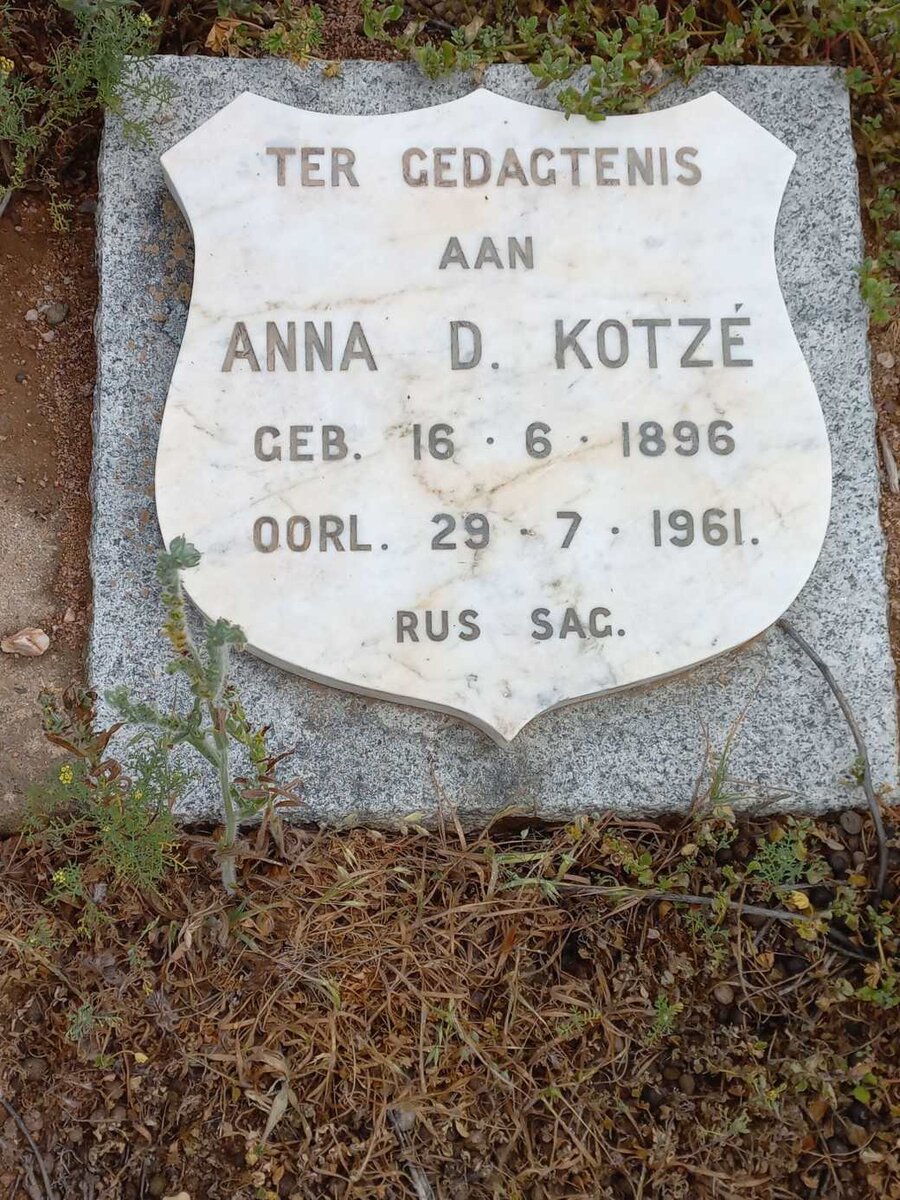 TER GEDAGTENIS
AAN
ANNA D. KOTZÉ
GEB. 16 · 6 · 1896
OORL. 29 · 7 · 1961.
RUS SAG.